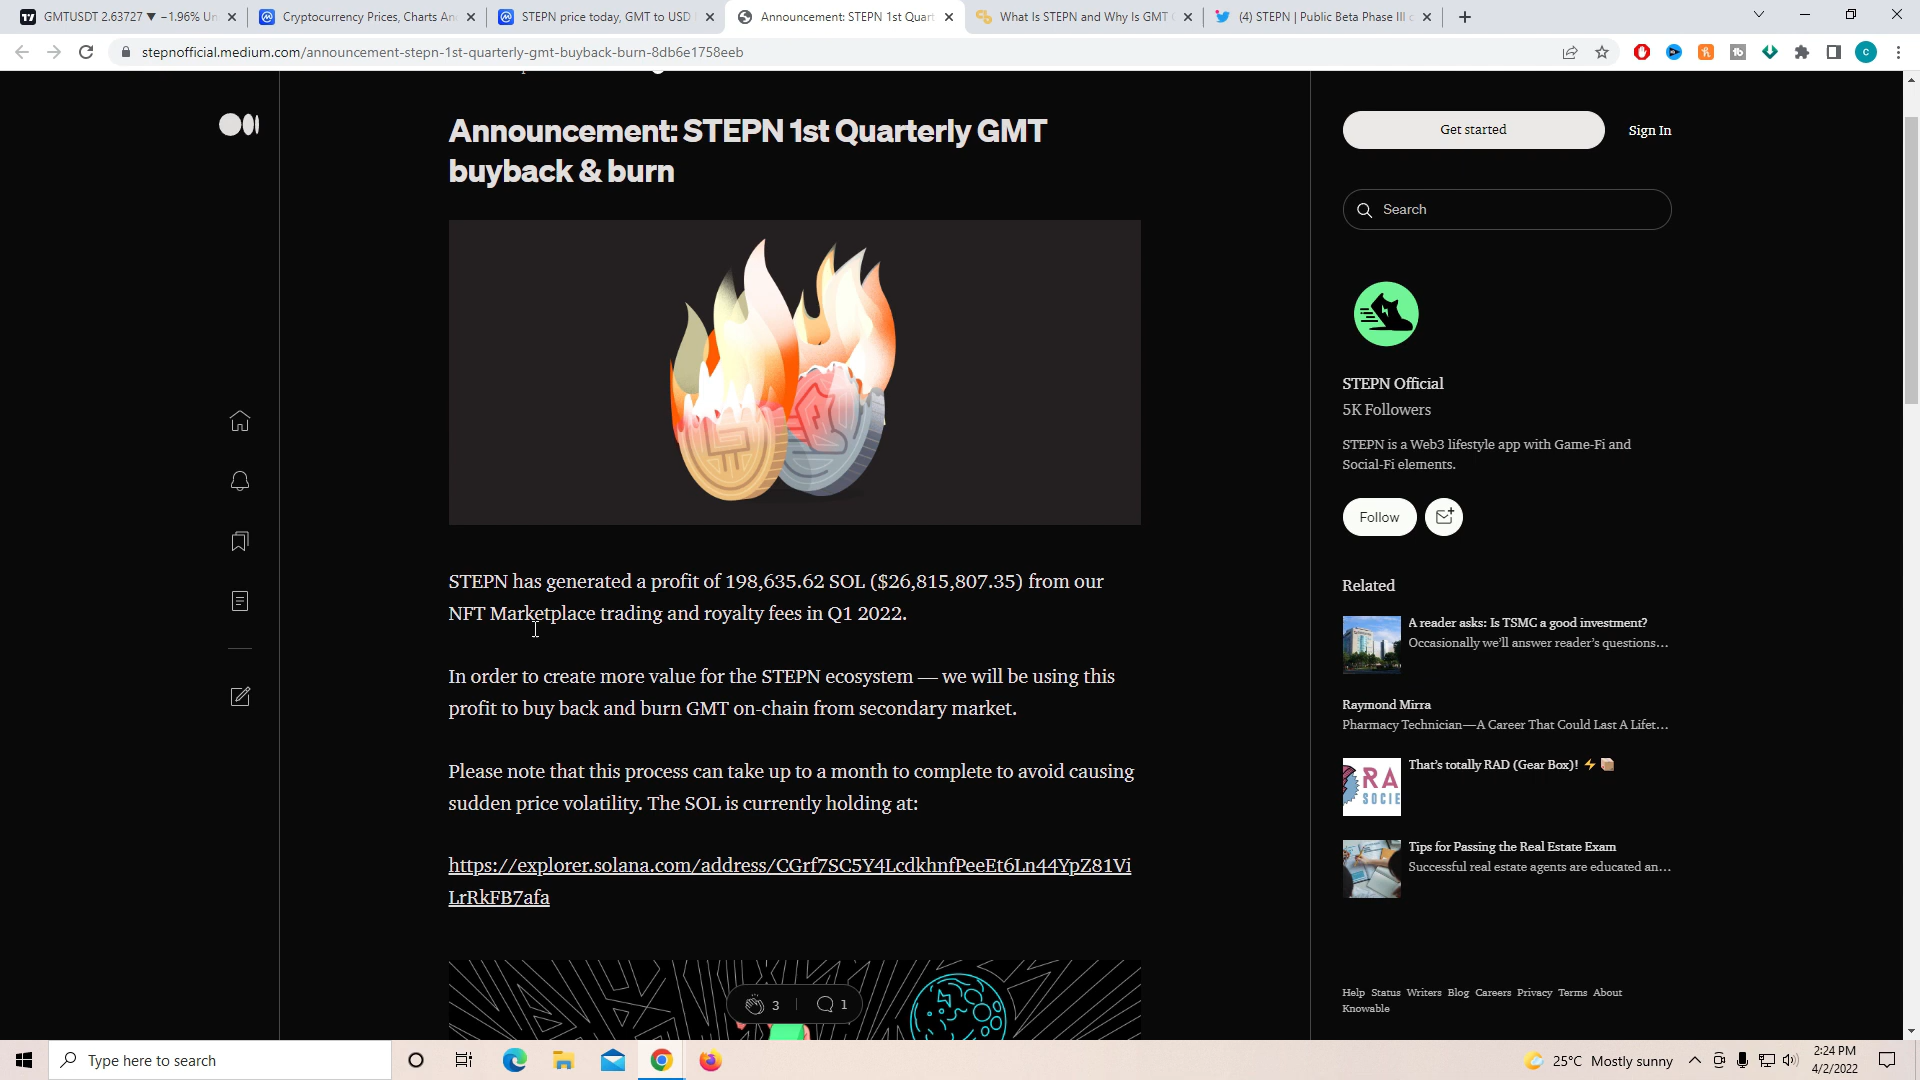 GMTUSDT 2.63727 ▼ −1.96% Un
Cryptocurrency Prices, Charts An
STEPN price today, GMT to USD
Announcement: STEPN 1st Quart
What Is STEPN and Why Is GMT
(4) STEPN | Public Beta Phase III
stepnofficial.medium.com/announcement-stepn-1st-quarterly-gmt-buyback-burn-8db6e1758eeb
Announcement: STEPN 1st Quarterly GMT
buyback & burn
STEPN has generated a profit of 198,635.62 SOL ($26,815,807.35) from our
NFT Marketplace trading and royalty fees in Q1 2022.
In order to create more value for the STEPN ecosystem — we will be using this
profit to buy back and burn GMT on-chain from secondary market.
Please note that this process can take up to a month to complete to avoid causing
sudden price volatility. The SOL is currently holding at:
https://explorer.solana.com/address/CGrf7SC5Y4LcdkhnfPeeEt6Ln44YpZ81Vi
LrRkFB7afa
3 | 1
Get started
Sign In
Search
STEPN Official
5K Followers
STEPN is a Web3 lifestyle app with Game-Fi and
Social-Fi elements.
Follow
Related
A reader asks: Is TSMC a good investment?
Occasionally we'll answer reader's questions…
Raymond Mirra
Pharmacy Technician—A Career That Could Last A Lifet…
RA
SOCIE
That's totally RAD (Gear Box)! ⚡
Tips for Passing the Real Estate Exam
Successful real estate agents are educated an…
Help Status Writers Blog Careers Privacy Terms About
Knowable
Type here to search
25°C Mostly sunny
2:24 PM
4/2/2022